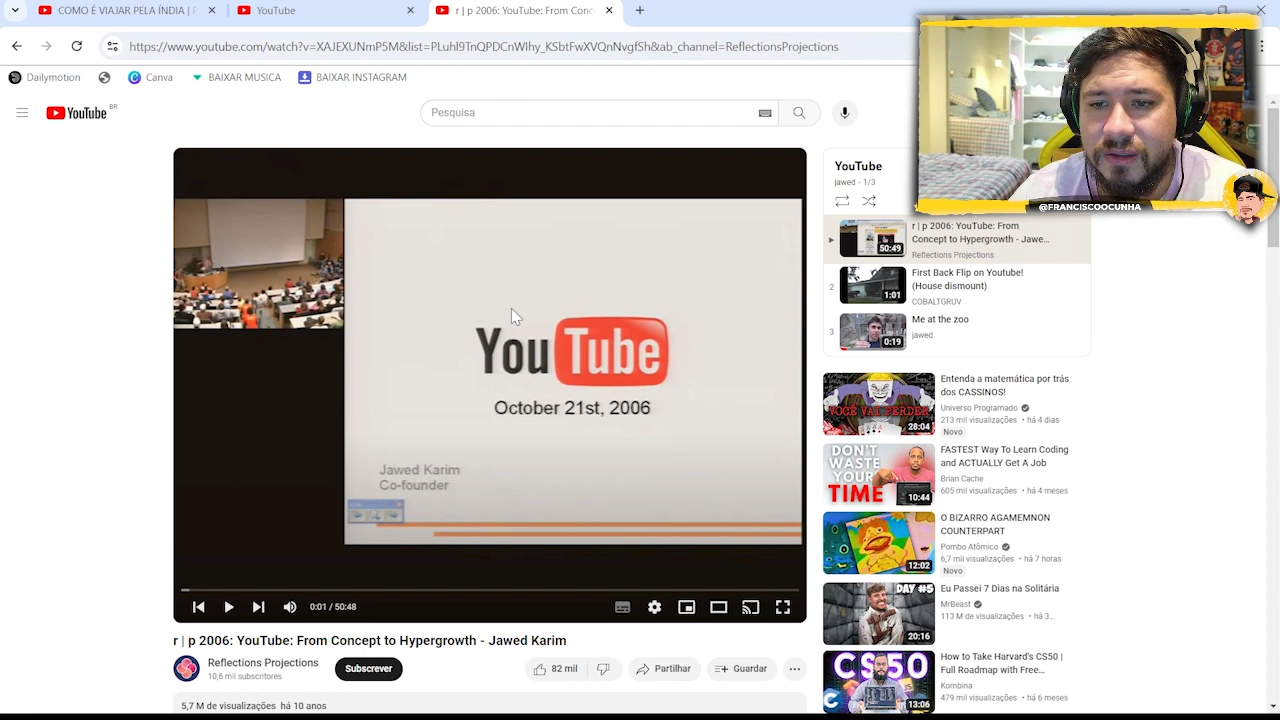 COMO É VIAJAR PELA ÍNDIA |
YouTube
r | p 2006: YouTube: From Conc
https://www.youtube.com/watch?v=CSXUNmP5M&list=PLuhl9TnQPDCnWIhy_KSbtFwXVQnNvgfSh&ab_channel=ReflectionsProjections
Dailymotion
Canva
BAIXAR MUSICA
BAIXAR INSTAGRAM
YouTube BR
Pesquisa
@FRANCISCOOCUNHA
YouTube
jawed - 1/3
50:49
r | p 2006: YouTube: From
Concept to Hypergrowth - Jawe...
Reflections Projections
2
1:01
First Back Flip on Youtube!
(House dismount)
COBALTGRUV
3
0:19
Me at the zoo
jawed
YouTube
October 21st, 2006
Jawed Karim
Co-founder
0:01 / 50:48
r | p 2006: YouTube: From Concept to Hypergrowth - Jawed Karim
Reflections Projections
10,6 mil subscritores
Subscrever
82 mil
Partilhar
Guardar
5,7 M de visualizações há 10 anos
VOCÊ VAI PERDER
28:04
Entenda a matemática por trás
dos CASSINOS!
Universo Programado
213 mil visualizações • há 4 dias
Novo
DON'T
WASTE
YOUR
TIME
10:44
FASTEST Way To Learn Coding
and ACTUALLY Get A Job
Brian Cache
605 mil visualizações • há 4 meses
12:02
O BIZARRO AGAMEMNON
COUNTERPART
Pombo Atômico
6,7 mil visualizações • há 7 horas
Novo
DAY #5
20:16
Eu Passei 7 Dias na Solitária
MrBeast
113 M de visualizações • há 3...
CS50
13:06
How to Take Harvard's CS50 |
Full Roadmap with Free...
Kombina
479 mil visualizações • há 6 meses